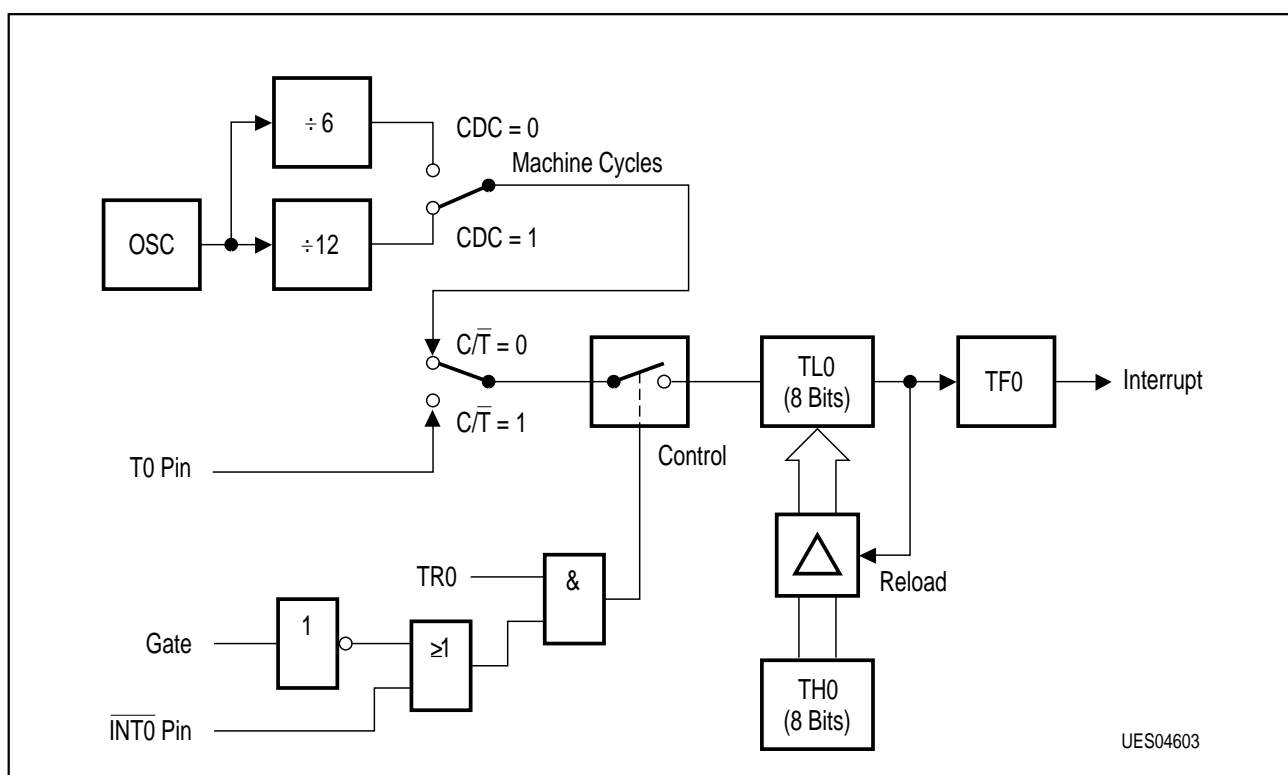 ÷ 6
CDC = 0
Machine Cycles
OSC
÷ 12
CDC = 1
C/T̅ = 0
TL0
(8 Bits)
TF0
Interrupt
C/T̅ = 1
Control
T0 Pin
TR0
&
Reload
Gate
1
≥1
TH0
(8 Bits)
I̅N̅T̅0̅ Pin
UES04603